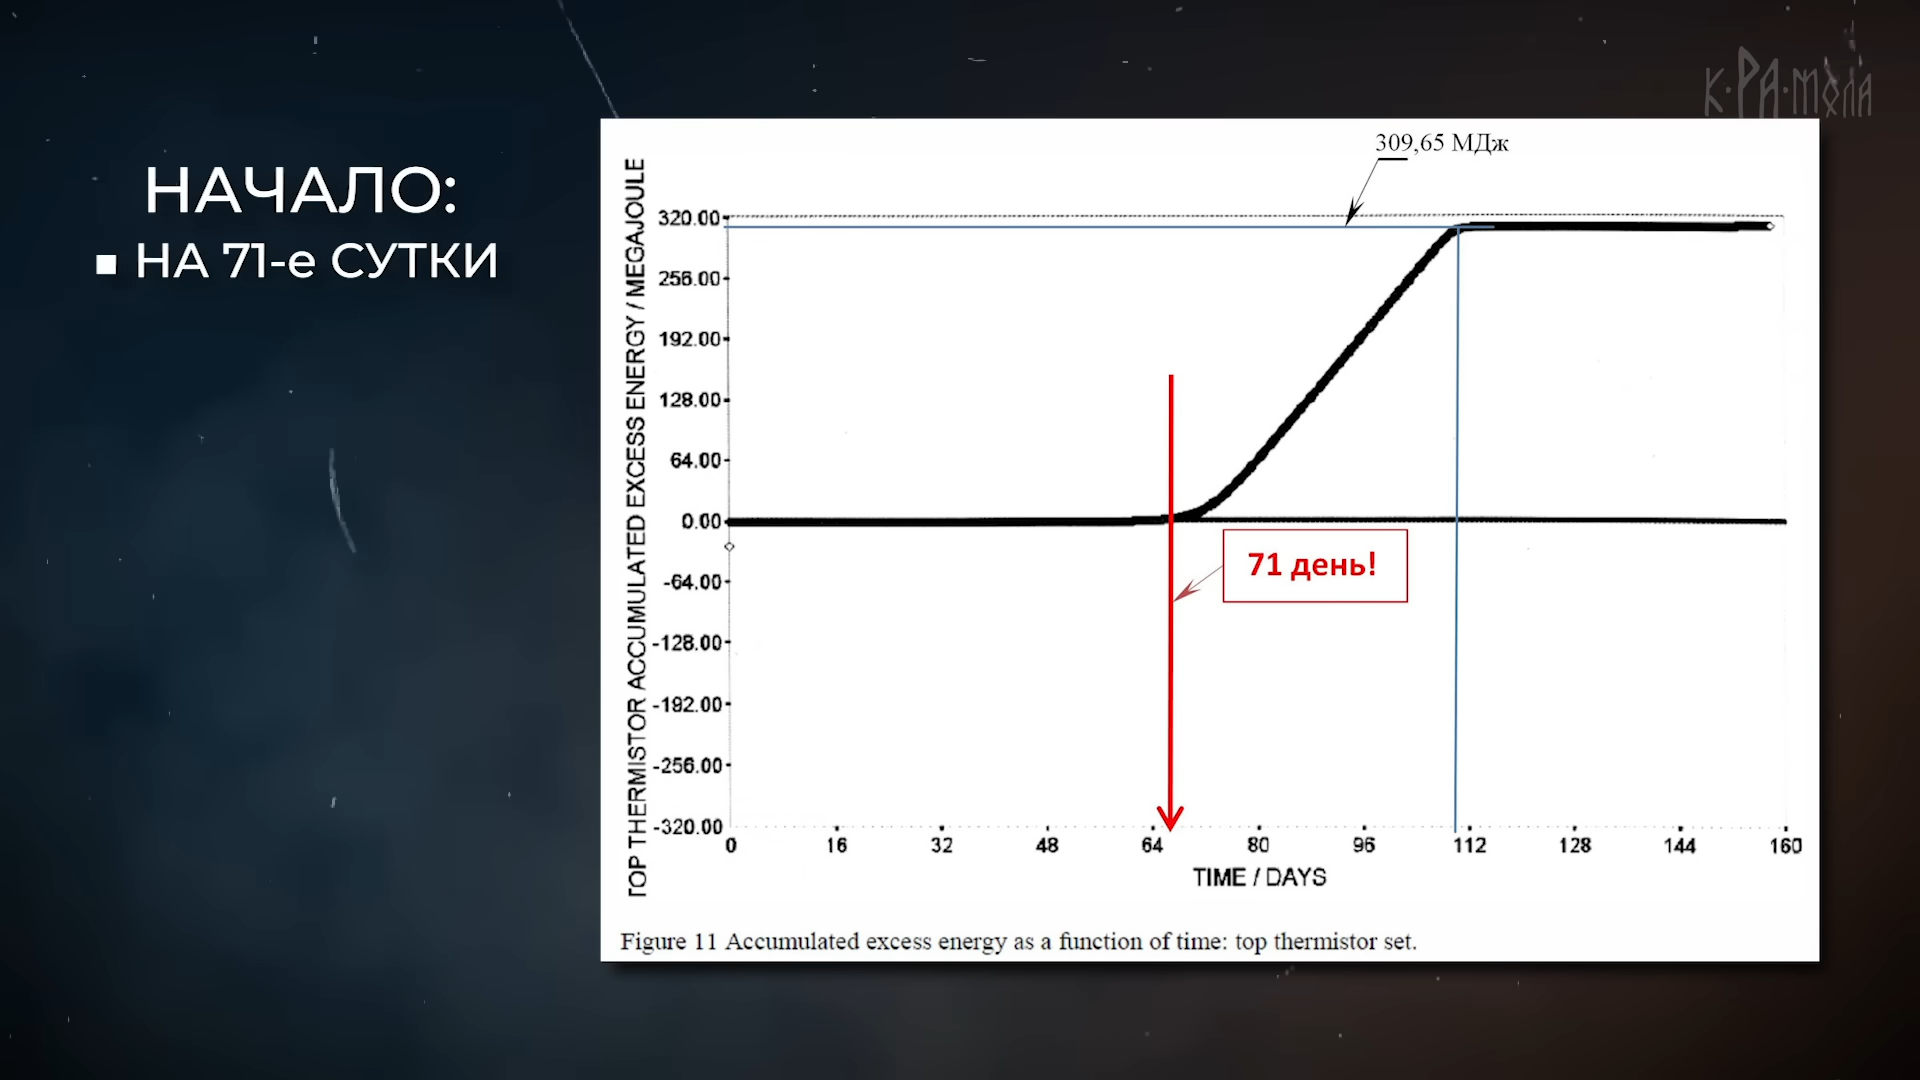 К·РА·МОЛА
НАЧАЛО:
▪ НА 71-е СУТКИ
309,65 МДж
TOP THERMISTOR ACCUMULATED EXCESS ENERGY / MEGAJOULE
320.00
256.00
192.00
128.00
64.00
0.00
-64.00
-128.00
-192.00
-256.00
-320.00
71 день!
0 16 32 48 64 80 96 112 128 144 160
TIME / DAYS
Figure 11 Accumulated excess energy as a function of time: top thermistor set.